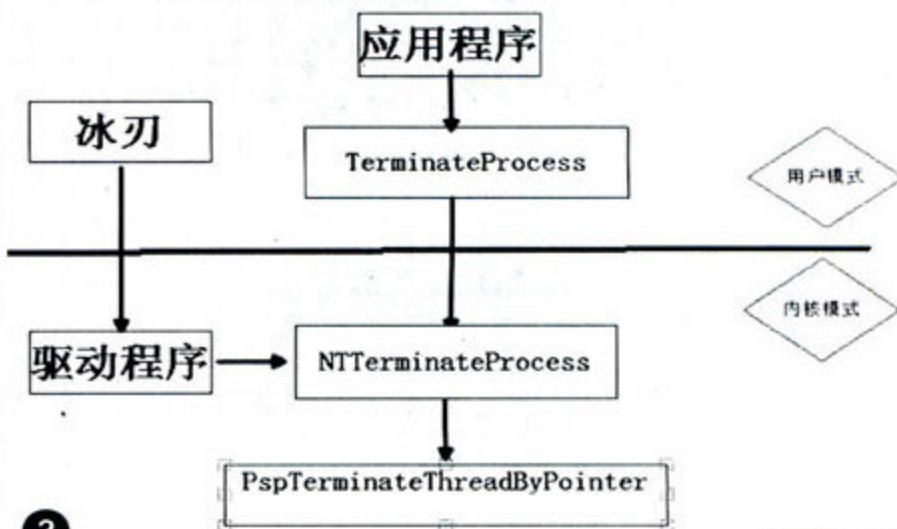 应用程序
冰刃
TerminateProcess
用户模式
内核模式
驱动程序
NTTerminateProcess
PspTerminateThreadByPointer
2